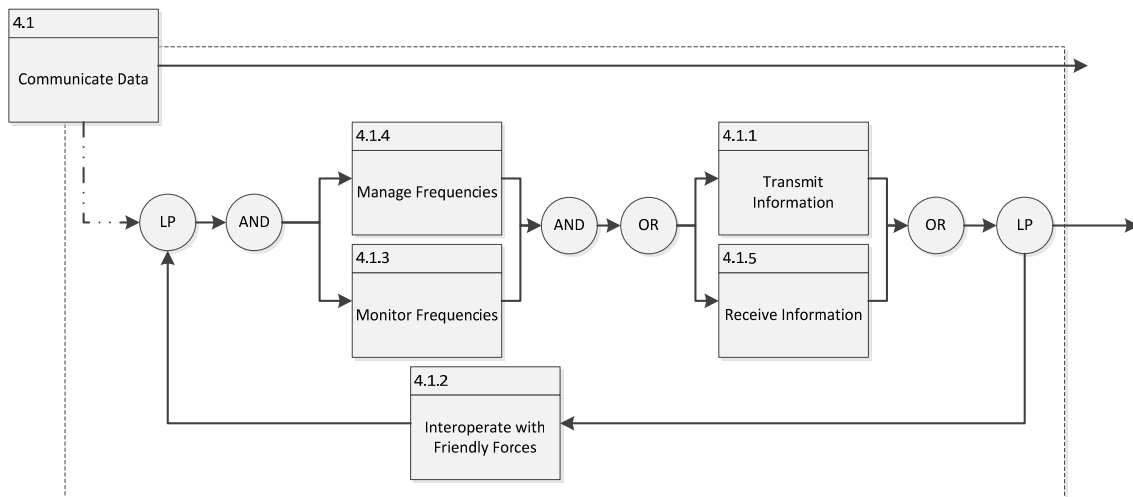 4.1
Communicate Data
4.1.4
Manage Frequencies
4.1.1
Transmit
Information
LP
AND
AND
OR
OR
LP
4.1.3
Monitor Frequencies
4.1.5
Receive Information
4.1.2
Interoperate with
Friendly Forces